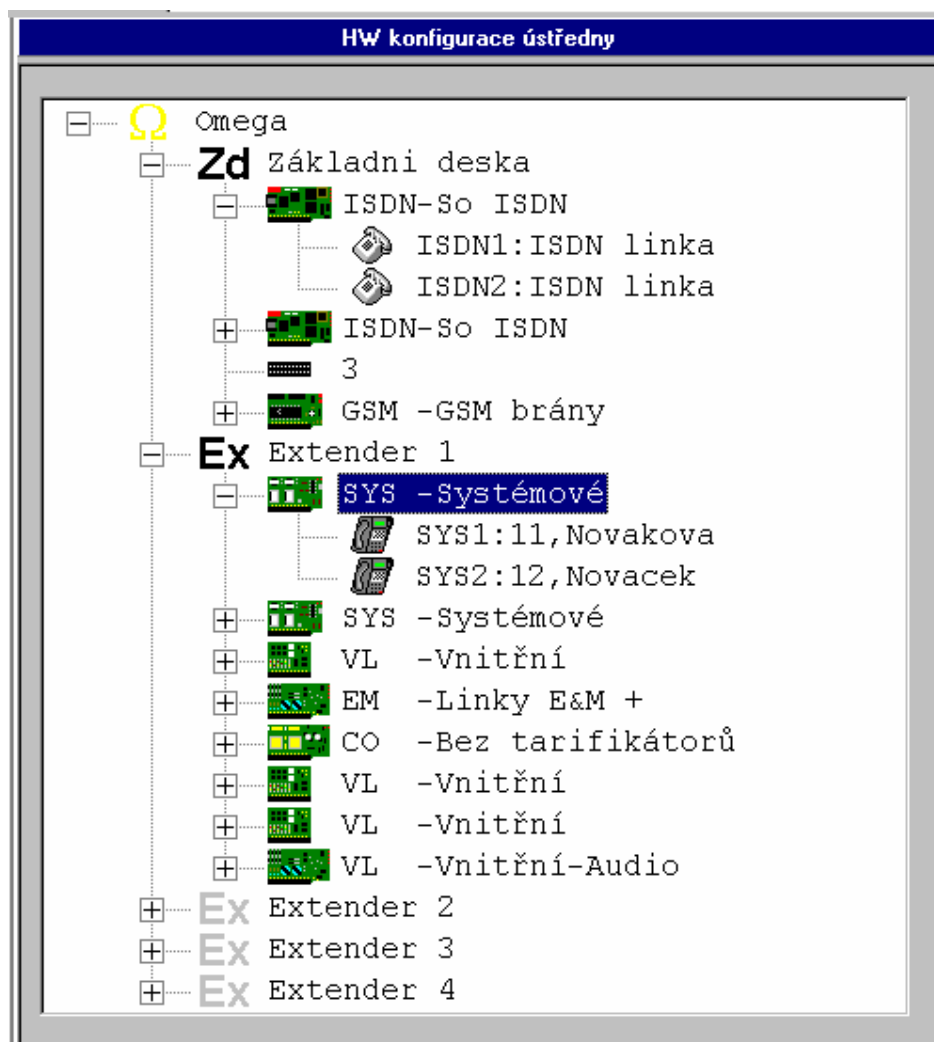 HW konfigurace ústředny
Ω Omega
Zd Základni deska
ISDN-So ISDN
ISDN1:ISDN linka
ISDN2:ISDN linka
ISDN-So ISDN
3
GSM -GSM brány
Ex Extender 1
SYS -Systémové
SYS1:11,Novakova
SYS2:12,Novacek
SYS -Systémové
VL -Vnitřní
EM -Linky E&M +
CO -Bez tarifikátorů
VL -Vnitřní
VL -Vnitřní
VL -Vnitřní-Audio
Ex Extender 2
Ex Extender 3
Ex Extender 4